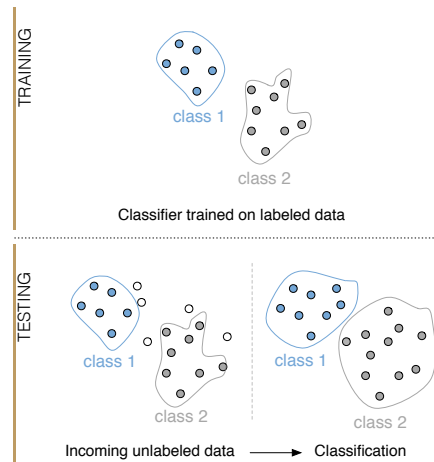 TRAINING
class 1
class 2
Classifier trained on labeled data
TESTING
class 1
class 2
class 1
class 2
Incoming unlabeled data
Classification